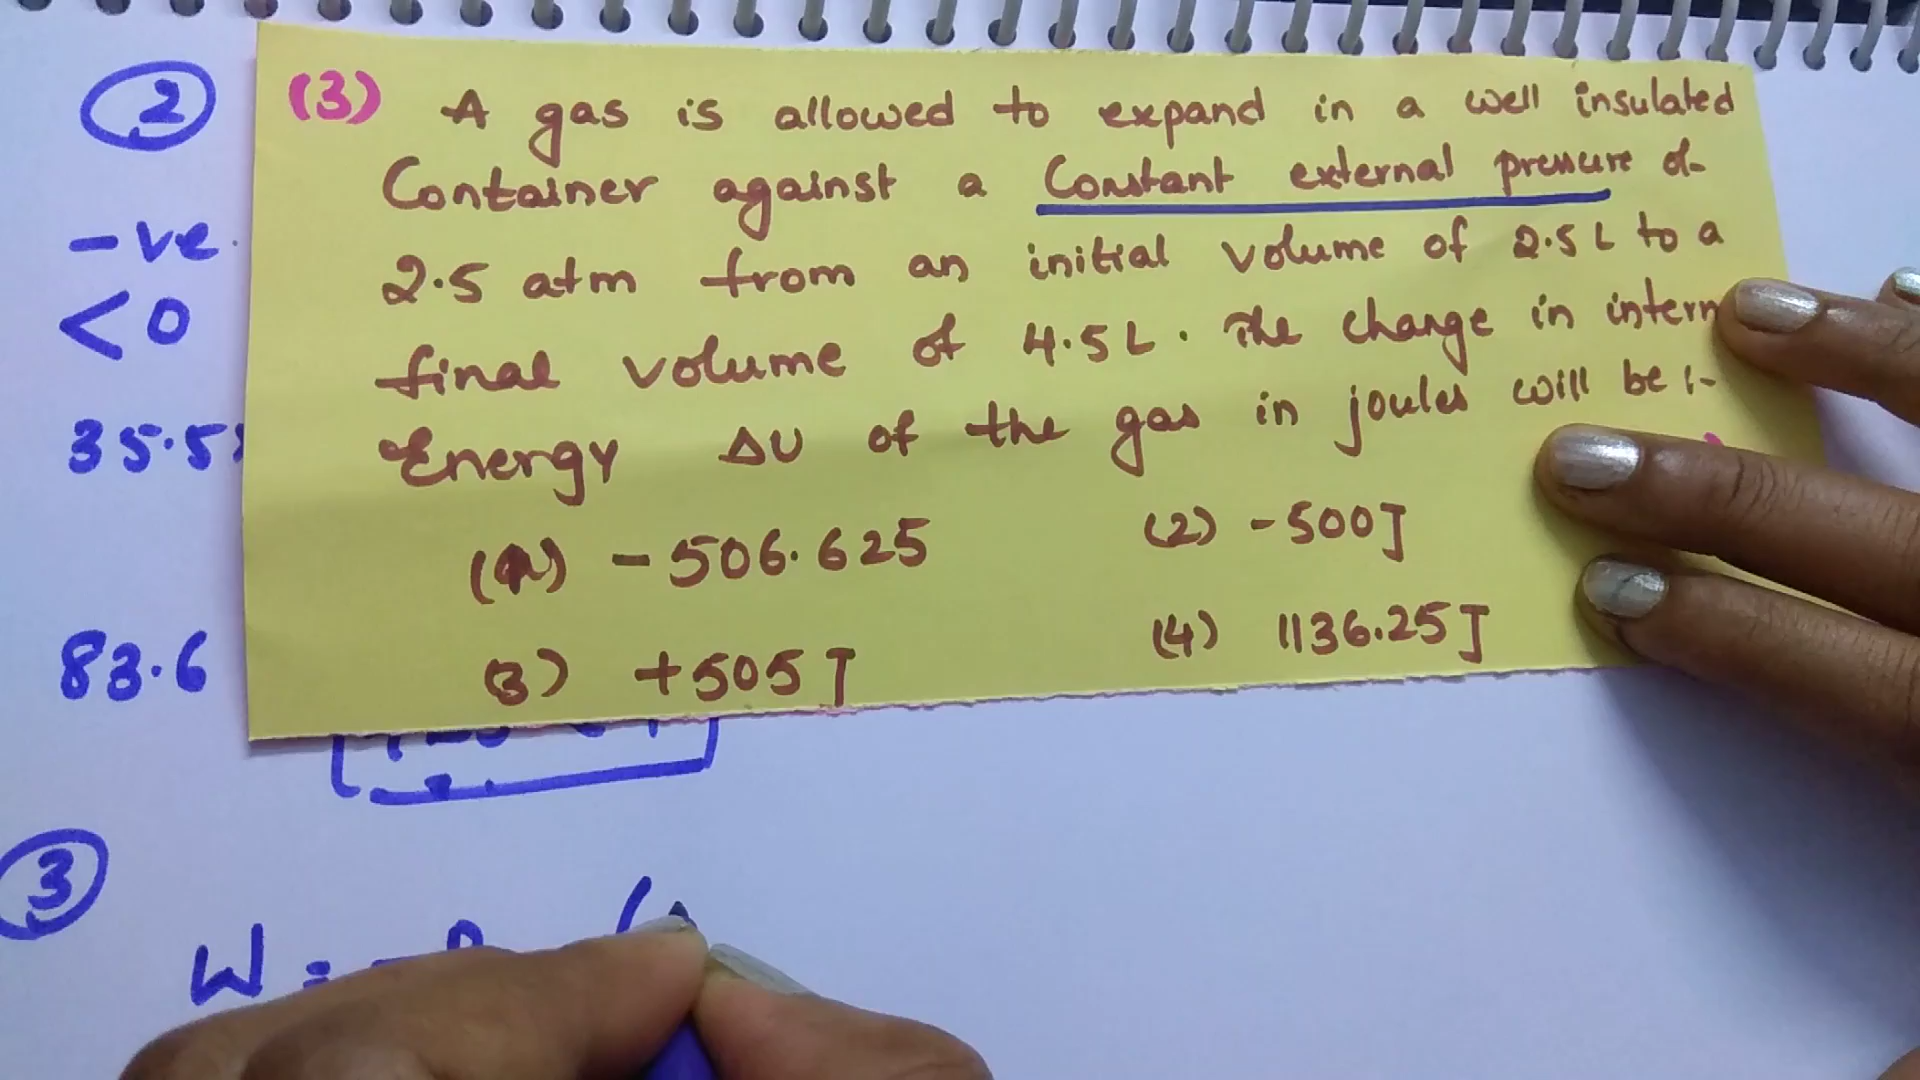 2
(3) A gas is allowed to expand in a well insulated
Container against a Constant external pressure of
2.5 atm from an initial volume of 2.5 L to a
final volume of 4.5 L. The change in intern
Energy ΔU of the gas in joules will be :-
(1) - 506.625 (2) - 500 J
(3) + 505 J (4) 1136.25 J
-ve.
<0
35.5
83.6
3
W = -P (